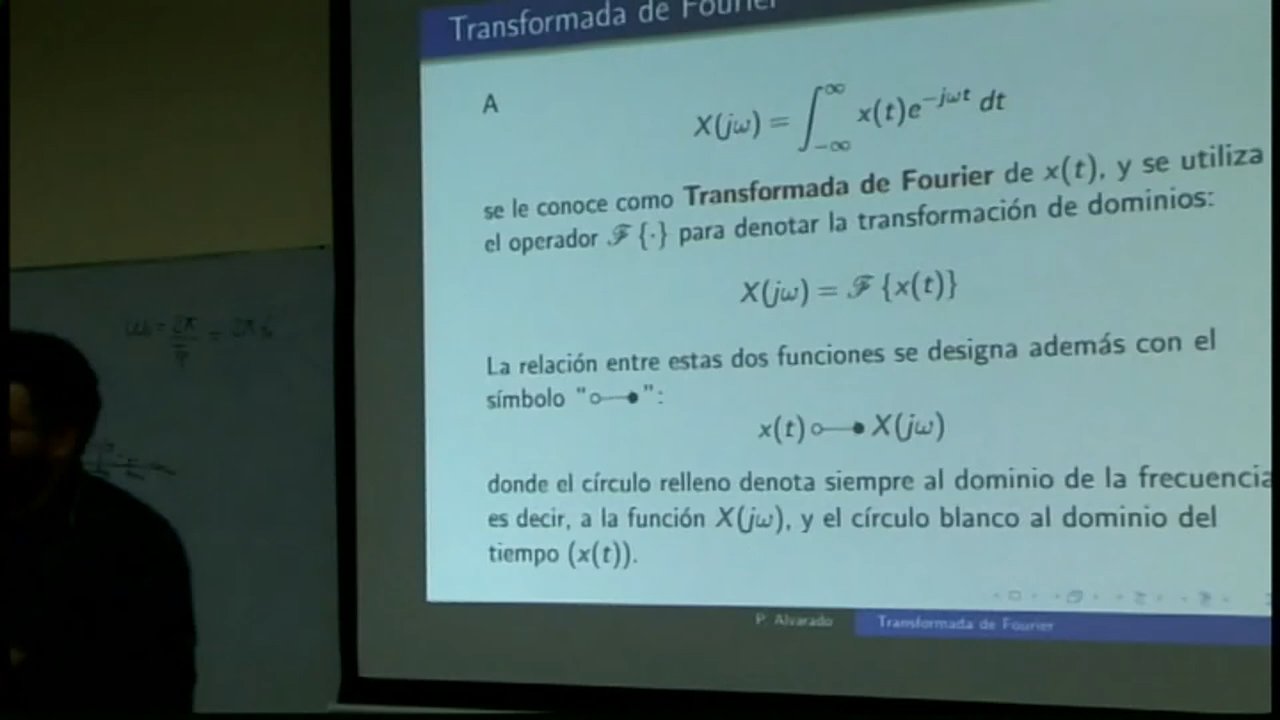 Transformada de Fourier
A
X(jω) = ∫_{-∞}^{∞} x(t)e^{-jωt} dt
se le conoce como Transformada de Fourier de x(t), y se utiliza
el operador ℱ {·} para denotar la transformación de dominios:
X(jω) = ℱ {x(t)}
La relación entre estas dos funciones se designa además con el
símbolo "○—●":
x(t) ○—● X(jω)
donde el círculo relleno denota siempre al dominio de la frecuencia
es decir, a la función X(jω), y el círculo blanco al dominio del
tiempo (x(t)).
P. Alvarado
Transformada de Fourier